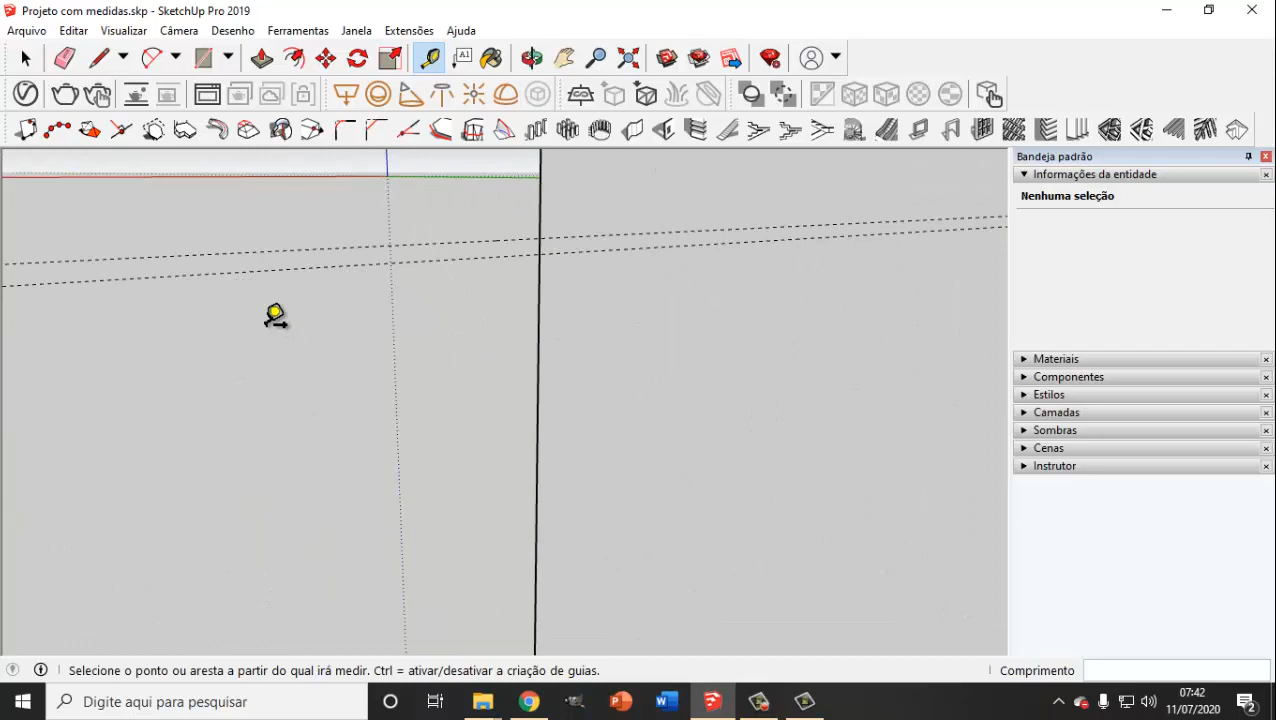 Projeto com medidas.skp - SketchUp Pro 2019
Arquivo Editar Visualizar Câmera Desenho Ferramentas Janela Extensões Ajuda
A1
Bandeja padrão
Informações da entidade
Nenhuma seleção
Materiais
Componentes
Estilos
Camadas
Sombras
Cenas
Instrutor
Selecione o ponto ou aresta a partir do qual irá medir. Ctrl = ativar/desativar a criação de guias.
Comprimento
Digite aqui para pesquisar
07:42
11/07/2020
2